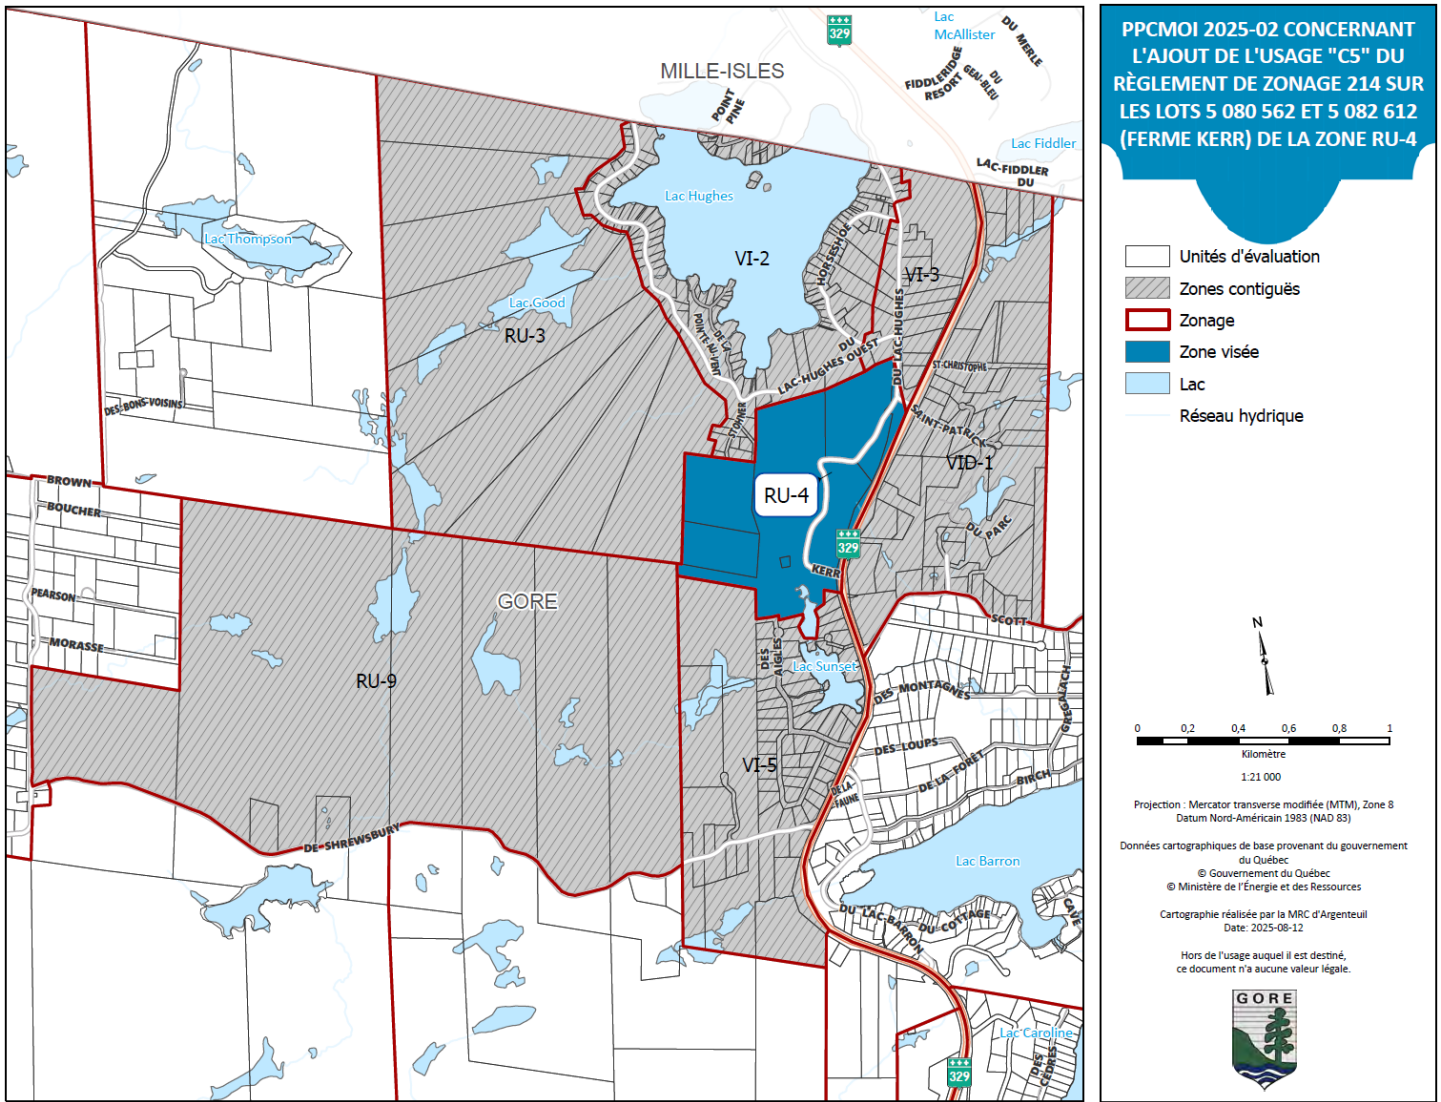 MILLE-ISLES
329
Lac
McAllister
DU MERLE
FIDDLERIDGE
RESORT
GEAI-BLEU
DU
POINT
PINE
Lac Fiddler
LAC-FIDDLER
DU
Lac Hughes
Lac Thompson
VI-2
HORSESHOE
VI-3
Lac Good
RU-3
DE LA
POINTE-AU-VENT
DU
LAC-HUGHES OUEST
DU LAC-HUGHES
ST-CHRISTOPHE
DES-BONS-VOISINS
STONNER
SAINT-PATRICK
VID-1
BROWN
BOUCHER
RU-4
DU PARC
329
KERR
PEARSON
GORE
SCOTT
MORASSE
DES
AIGLES
Lac Sunset
RU-9
DES MONTAGNES
GREGALACH
DES-LOUPS
VI-5
DE-LA-FORÊT
BIRCH
DE-LA-
FAUNE
DE SHREWSBURY
Lac Barron
DU LAC-BARRON
DU COTTAGE
CAVE
Lac Caroline
DES
CÈDRES
329
PPCMOI 2025-02 CONCERNANT
L'AJOUT DE L'USAGE "C5" DU
RÈGLEMENT DE ZONAGE 214 SUR
LES LOTS 5 080 562 ET 5 082 612
(FERME KERR) DE LA ZONE RU-4
Unités d'évaluation
Zones contiguës
Zonage
Zone visée
Lac
Réseau hydrique
N
0 0,2 0,4 0,6 0,8 1
Kilomètre
1:21 000
Projection : Mercator transverse modifiée (MTM), Zone 8
Datum Nord-Américain 1983 (NAD 83)
Données cartographiques de base provenant du gouvernement
du Québec
© Gouvernement du Québec
© Ministère de l'Énergie et des Ressources
Cartographie réalisée par la MRC d'Argenteuil
Date: 2025-08-12
Hors de l'usage auquel il est destiné,
ce document n'a aucune valeur légale.
GORE